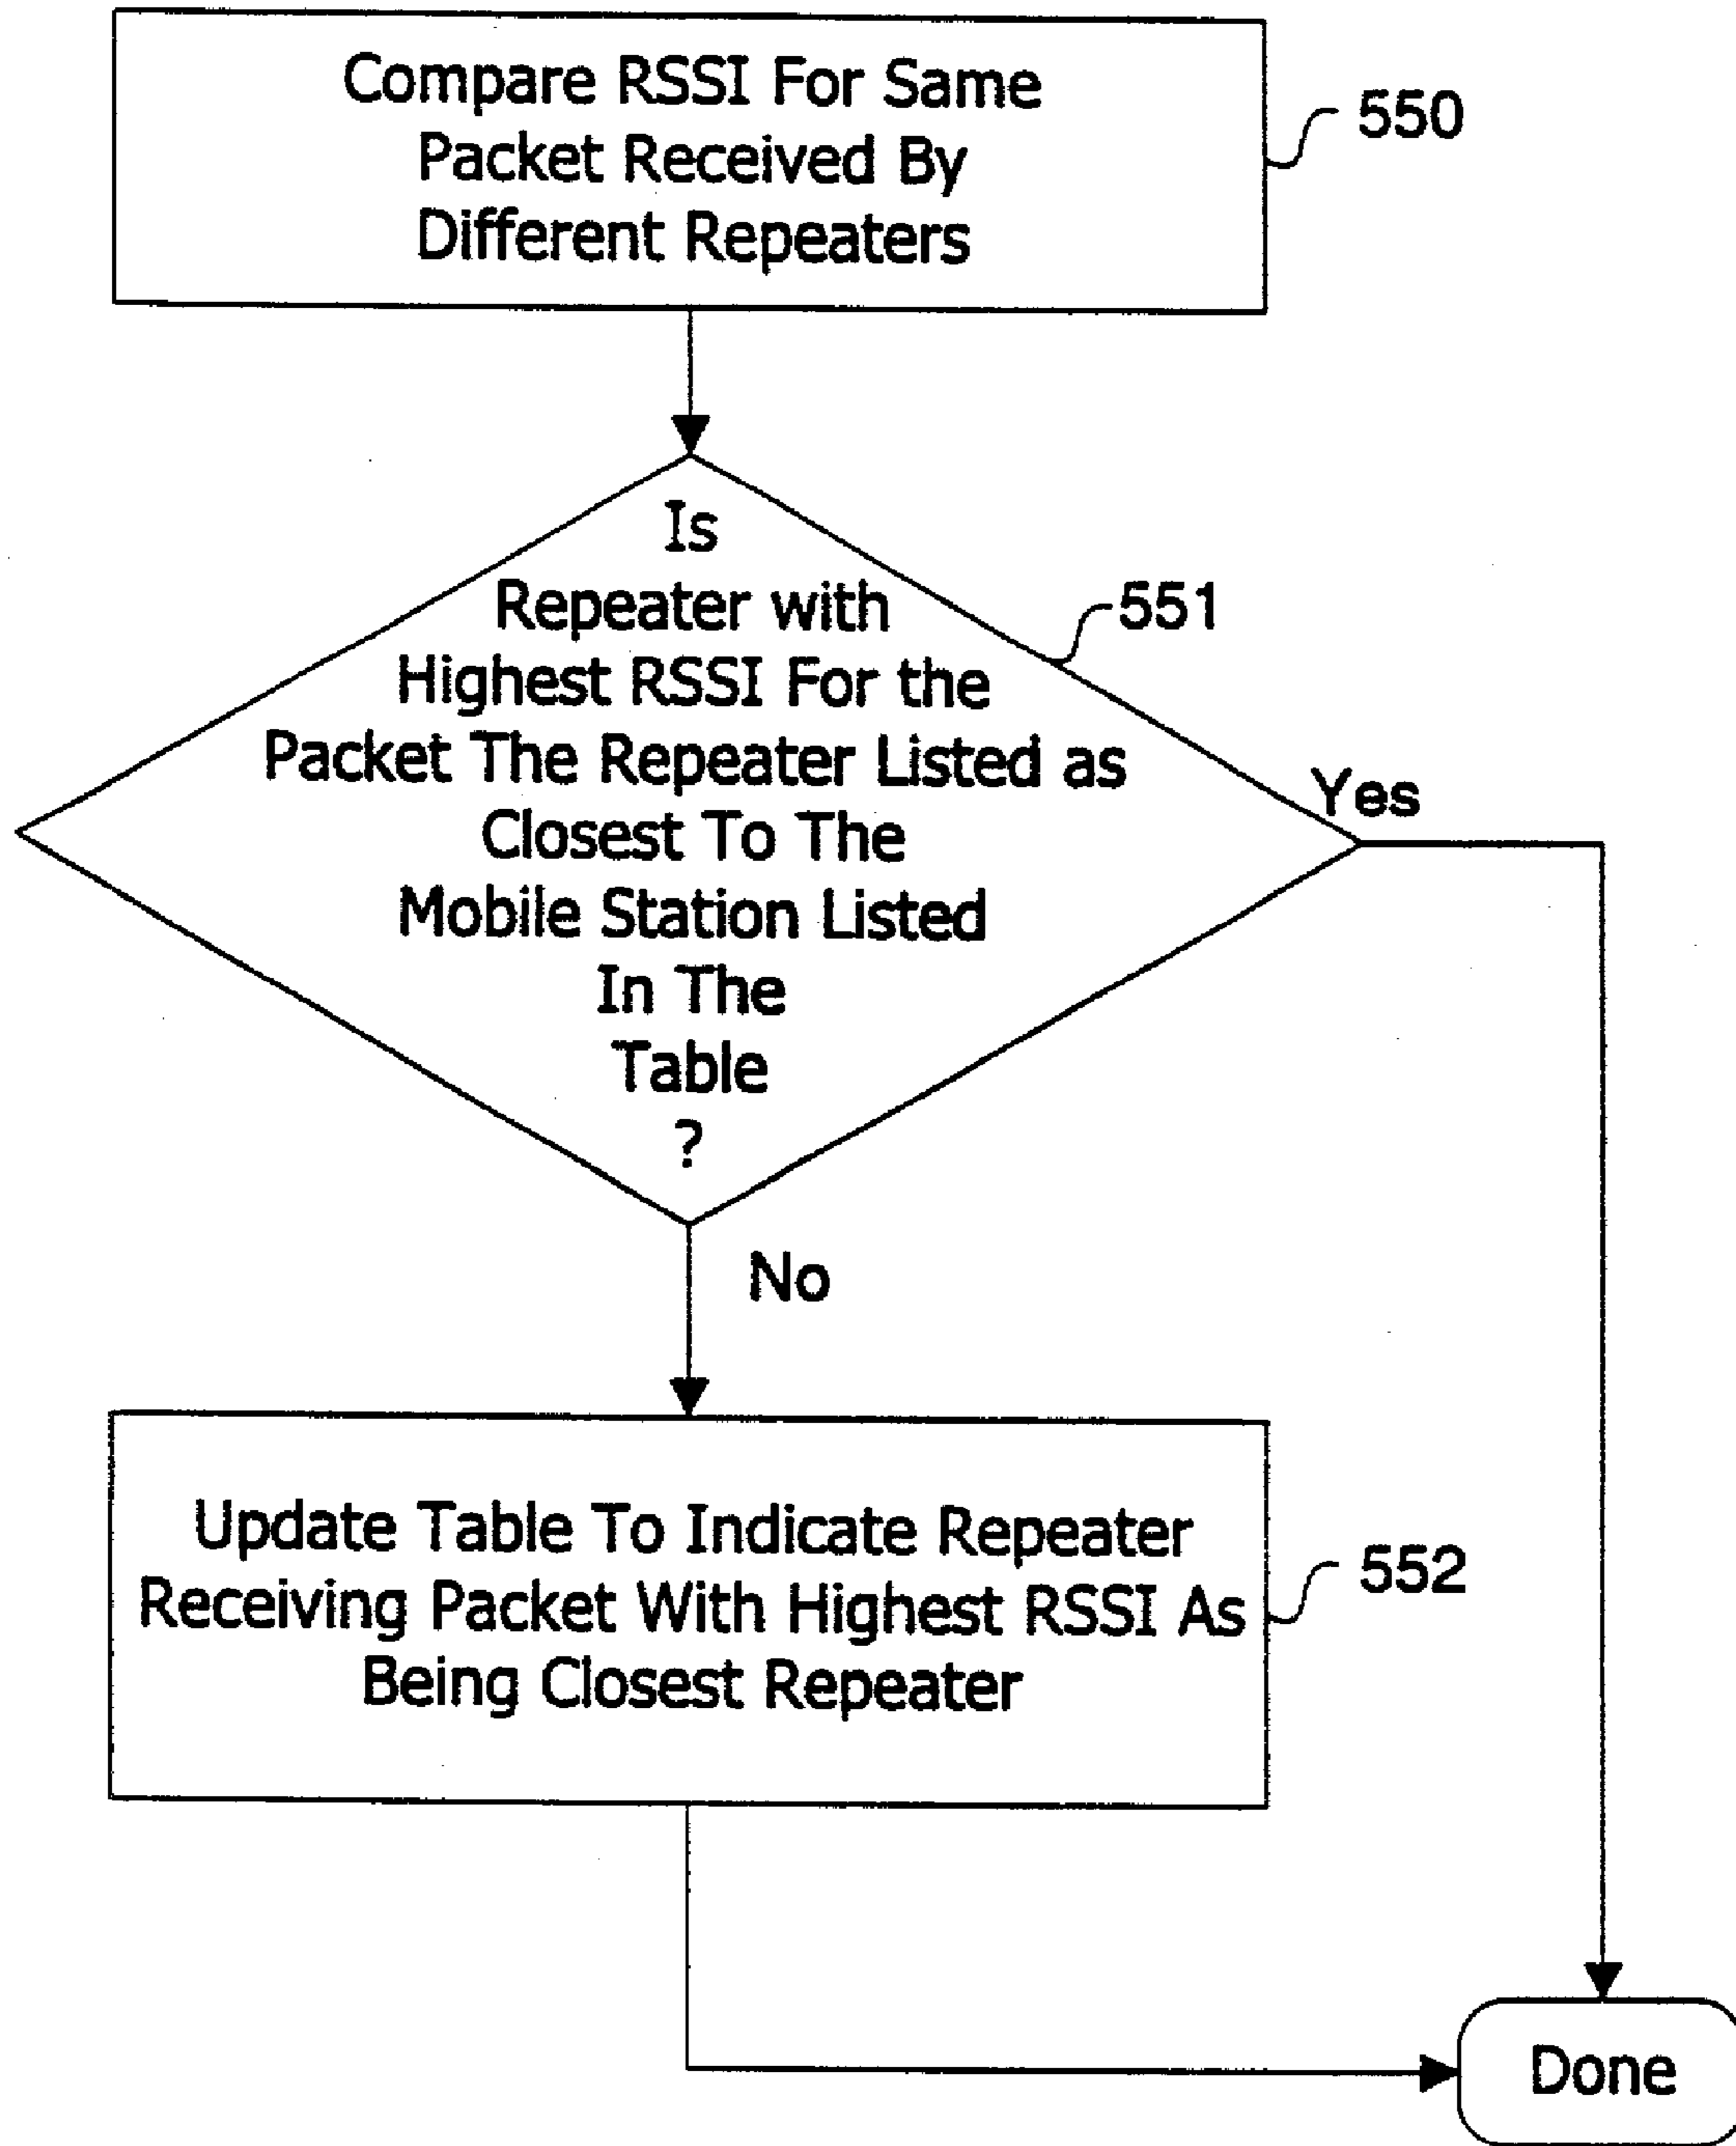 Compare RSSI For Same
Packet Received By
Different Repeaters
550
Is
Repeater with
Highest RSSI For the
Packet The Repeater Listed as
Closest To The
Mobile Station Listed
In The
Table
?
551
Yes
No
Update Table To Indicate Repeater
Receiving Packet With Highest RSSI As
Being Closest Repeater
552
Done